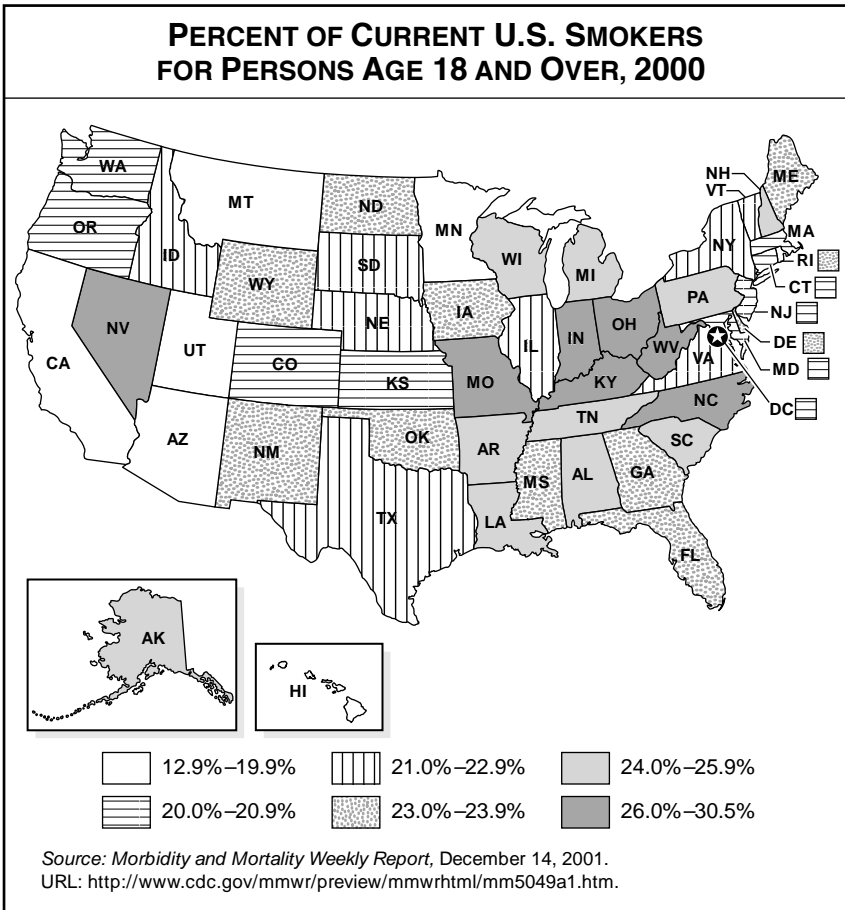 PERCENT OF CURRENT U.S. SMOKERS
FOR PERSONS AGE 18 AND OVER, 2000
WA
OR
ID
MT
ND
MN
SD
WY
NE
IA
WI
MI
IL
IN
OH
PA
NY
NH
VT
ME
MA
RI
CT
NJ
DE
MD
DC
NV
CA
UT
CO
KS
MO
KY
WV
VA
NC
TN
SC
AZ
NM
OK
AR
TX
LA
MS
AL
GA
FL
AK
HI
12.9%–19.9%
21.0%–22.9%
24.0%–25.9%
20.0%–20.9%
23.0%–23.9%
26.0%–30.5%
Source: Morbidity and Mortality Weekly Report, December 14, 2001.
URL: http://www.cdc.gov/mmwr/preview/mmwrhtml/mm5049a1.htm.